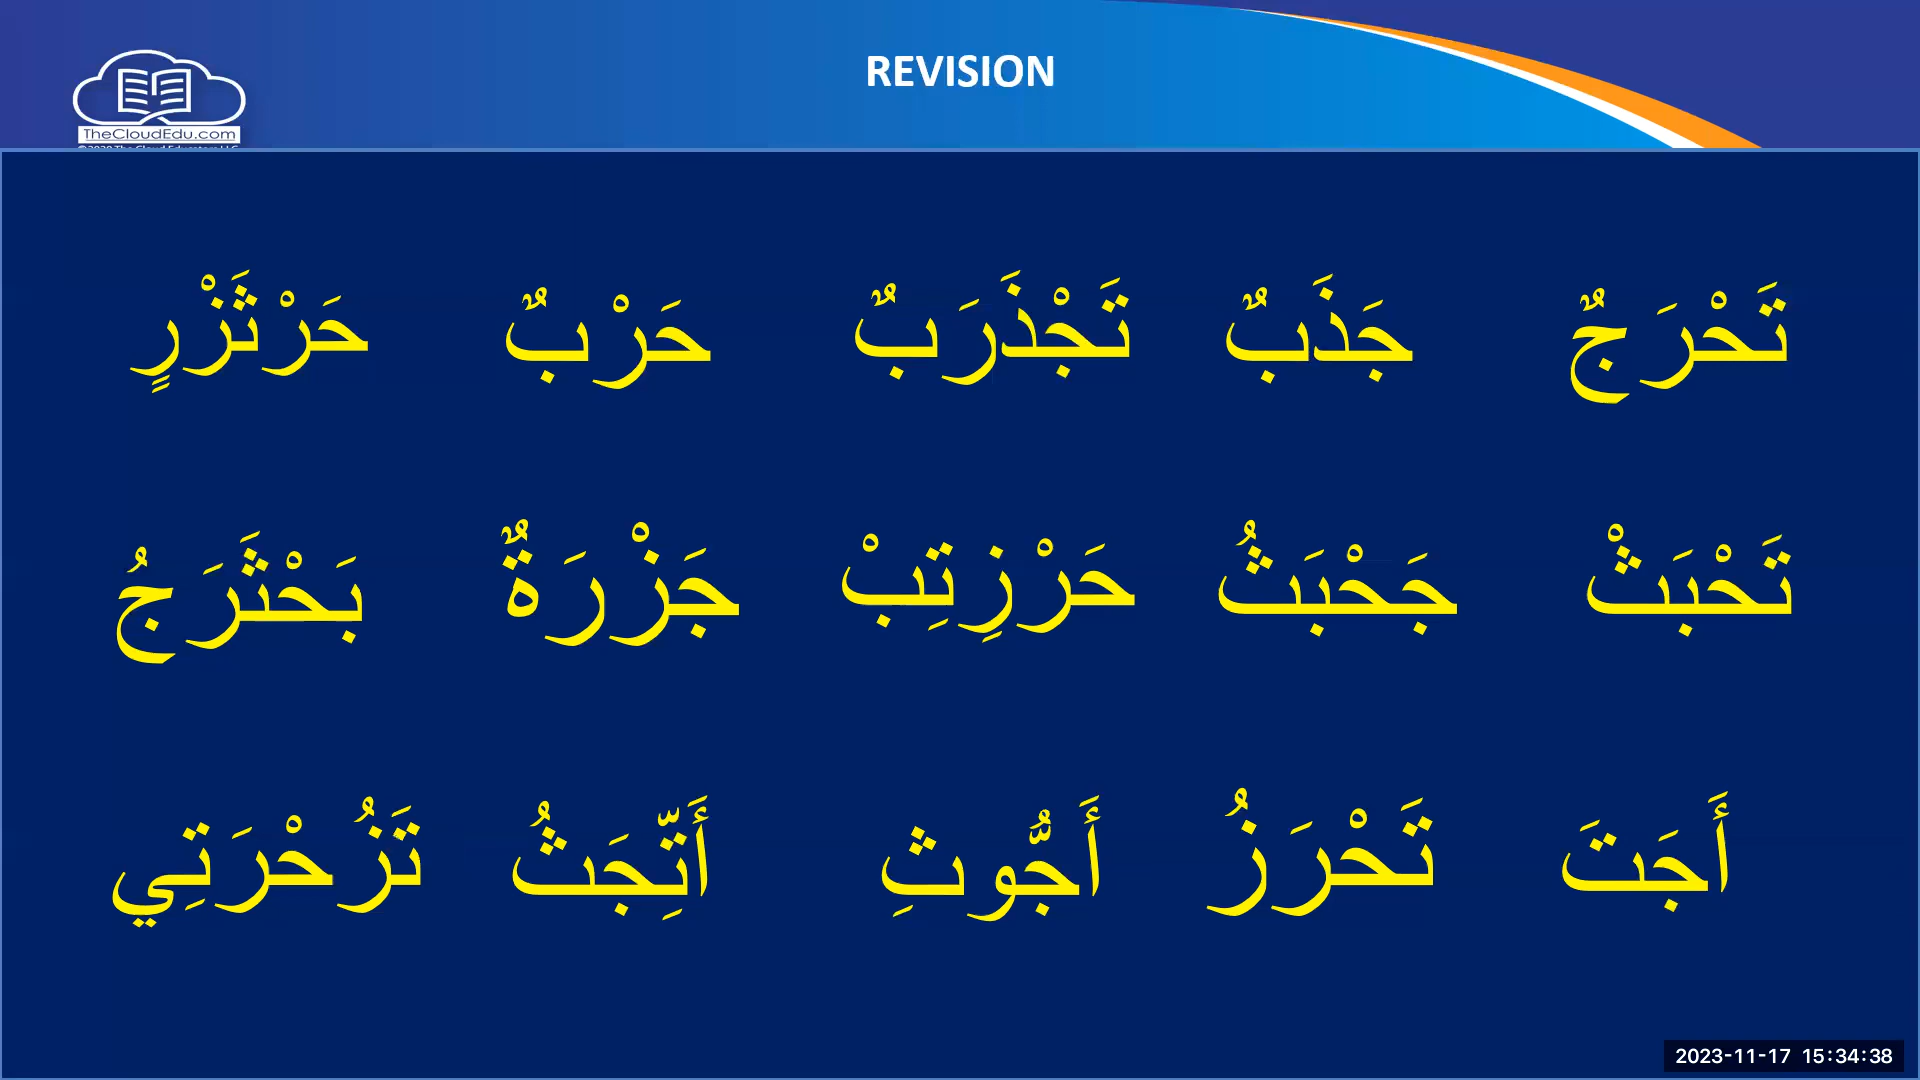 REVISION
TheCloudEdu.com
تَحْرَجٌ جَذَبٌ تَجْذَرَبٌ حَرْبٌ حَرْثَزْرٍ
تَحْبَثْ جَحْبَثُ حَرْزِتِبْ جَزْرَةٌ بَحْثَرَجُ
أَجَتَ تَحْرَزُ أَجُّوثِ أَتِّجَثُ تَزُحْرَتِي
2023-11-17 15:34:38